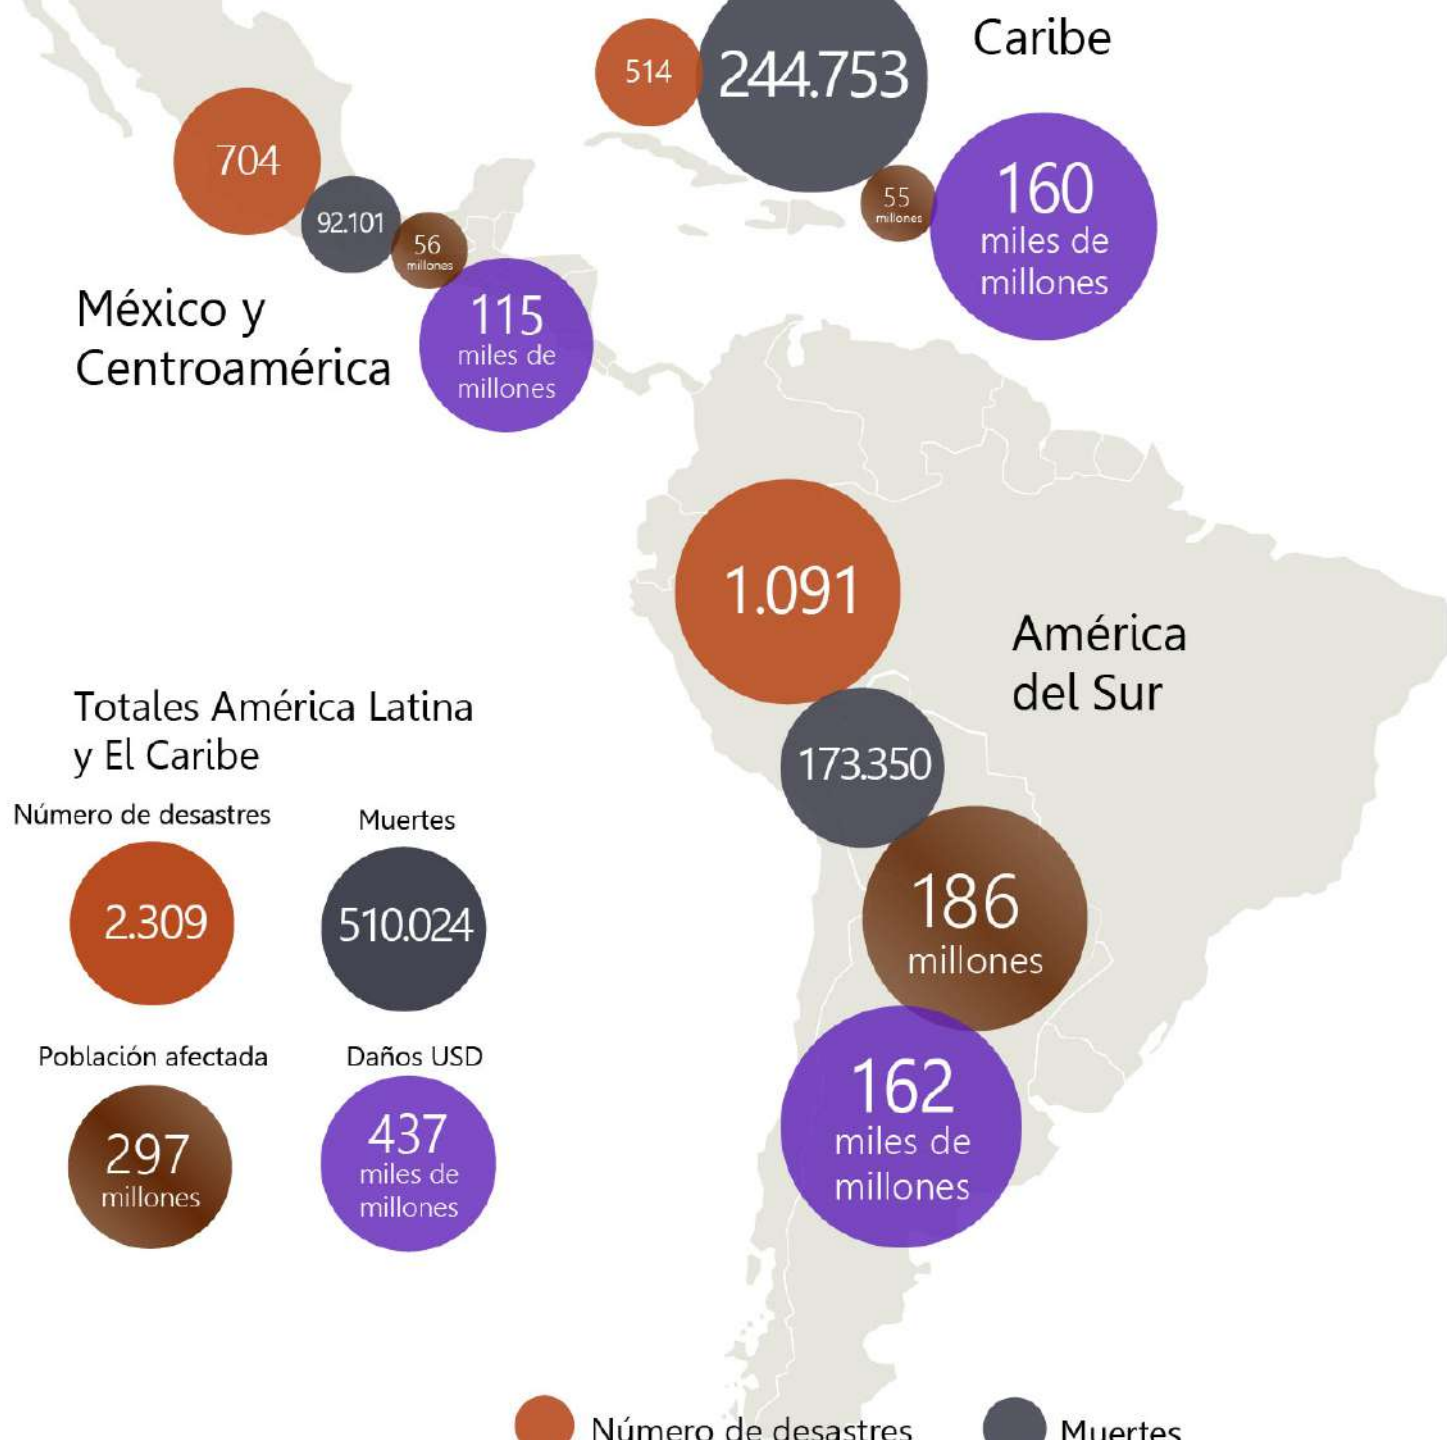 Caribe
514
244.753
55
millones
160
miles de
millones
704
92.101
56
millones
115
miles de
millones
México y
Centroamérica
1.091
América
del Sur
173.350
186
millones
162
miles de
millones
Totales América Latina
y El Caribe
Número de desastres
Muertes
2.309
510.024
Población afectada
Daños USD
297
millones
437
miles de
millones
Número de desastres
Muertes